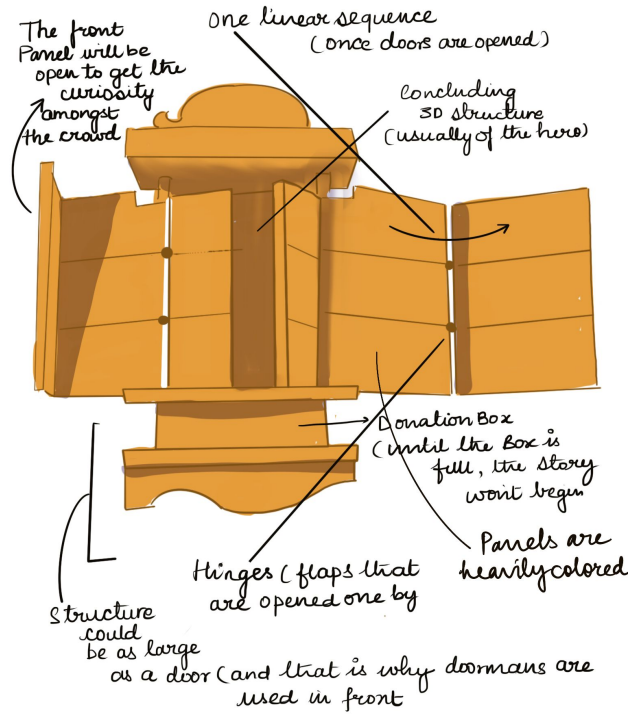 The front
Panel will be
open to get the
curiosity
amongst
the crowd
One linear sequence
(once doors are opened)
Concluding
3D structure
(usually of the hero)
Donation Box
(until the Box is
full, the story
wont begin
Panels are
heavily colored
Hinges (flaps that
are opened one by
Structure
could
be as large
as a door (and that is why doormans are
used in front